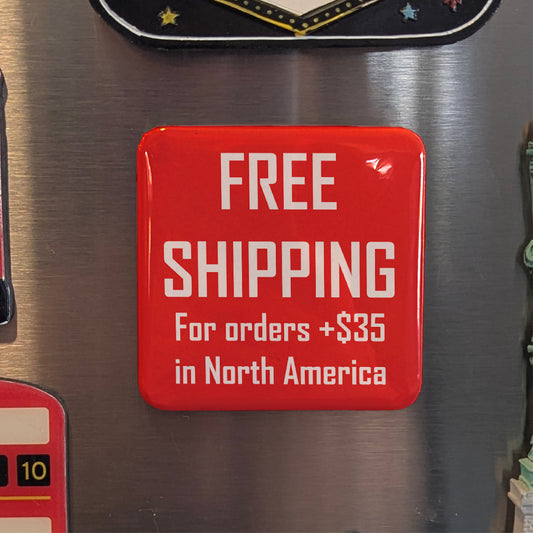 FREE
SHIPPING
For orders +$35
in North America
10